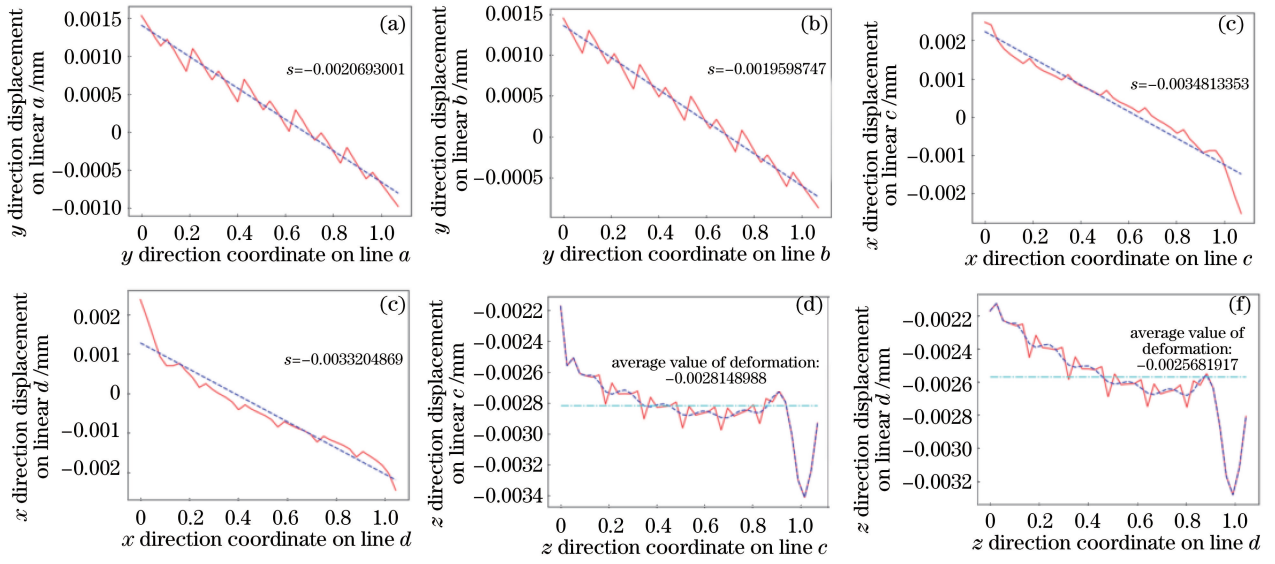 (a)
y direction displacement
on linear a /mm
0.0015
0.0010
0.0005
0
−0.0005
−0.0010
s=−0.0020693001
0 0.2 0.4 0.6 0.8 1.0
y direction coordinate on line a
(b)
y direction displacement
on linear b /mm
0.0015
0.0010
0.0005
0
−0.0005
s=−0.0019598747
0 0.2 0.4 0.6 0.8 1.0
y direction coordinate on line b
(c)
x direction displacement
on linear c /mm
0.002
0.001
0
−0.001
−0.002
s=−0.0034813353
0 0.2 0.4 0.6 0.8 1.0
x direction coordinate on line c
(c)
x direction displacement
on linear d /mm
0.002
0.001
0
−0.001
−0.002
s=−0.0033204869
0 0.2 0.4 0.6 0.8 1.0
x direction coordinate on line d
(d)
z direction displacement
on linear c /mm
−0.0022
−0.0024
−0.0026
−0.0028
−0.0030
−0.0032
−0.0034
average value of deformation:
−0.0028148988
0 0.2 0.4 0.6 0.8 1.0
z direction coordinate on line c
(f)
z direction displacement
on linear d /mm
−0.0022
−0.0024
−0.0026
−0.0028
−0.0030
−0.0032
average value of
deformation:
−0.0025681917
0 0.2 0.4 0.6 0.8 1.0
z direction coordinate on line d